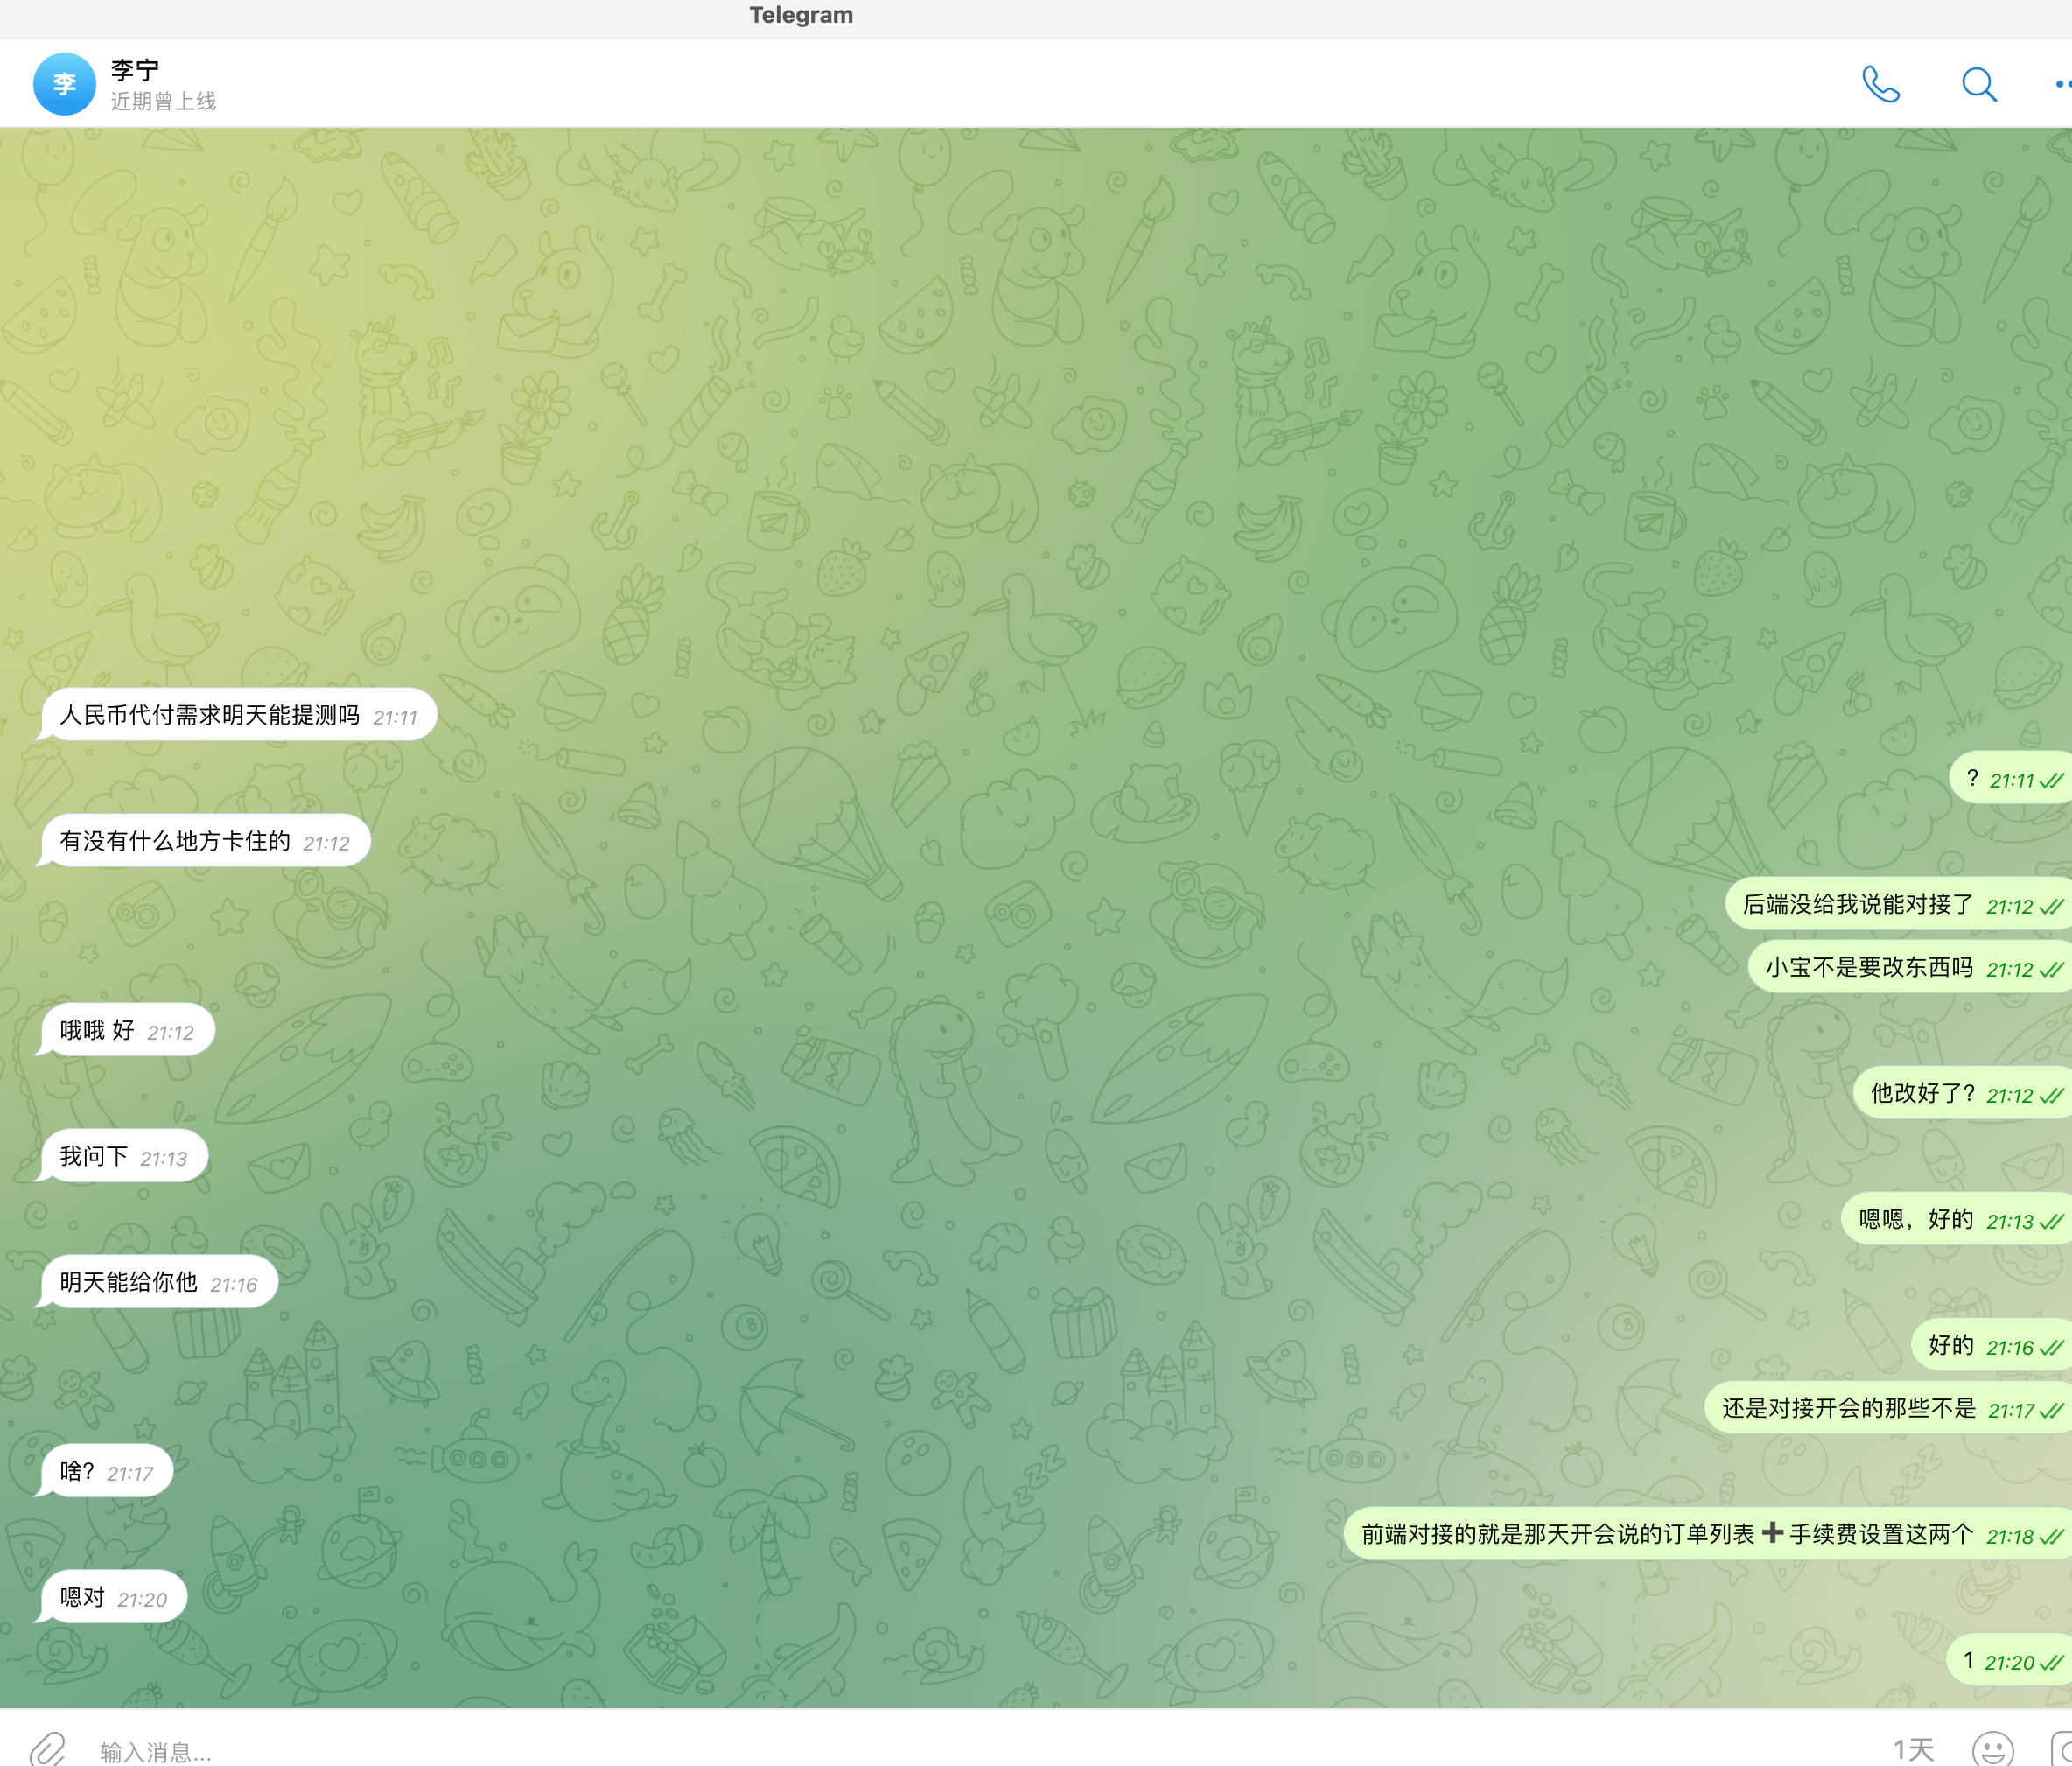 Telegram
李
李宁
近期曾上线
人民币代付需求明天能提测吗 21:11
? 21:11
有没有什么地方卡住的 21:12
后端没给我说能对接了 21:12
小宝不是要改东西吗 21:12
哦哦 好 21:12
他改好了? 21:12
我问下 21:13
嗯嗯，好的 21:13
明天能给你他 21:16
好的 21:16
还是对接开会的那些不是 21:17
啥? 21:17
前端对接的就是那天开会说的订单列表➕手续费设置这两个 21:18
嗯对 21:20
1 21:20
输入消息...
1天